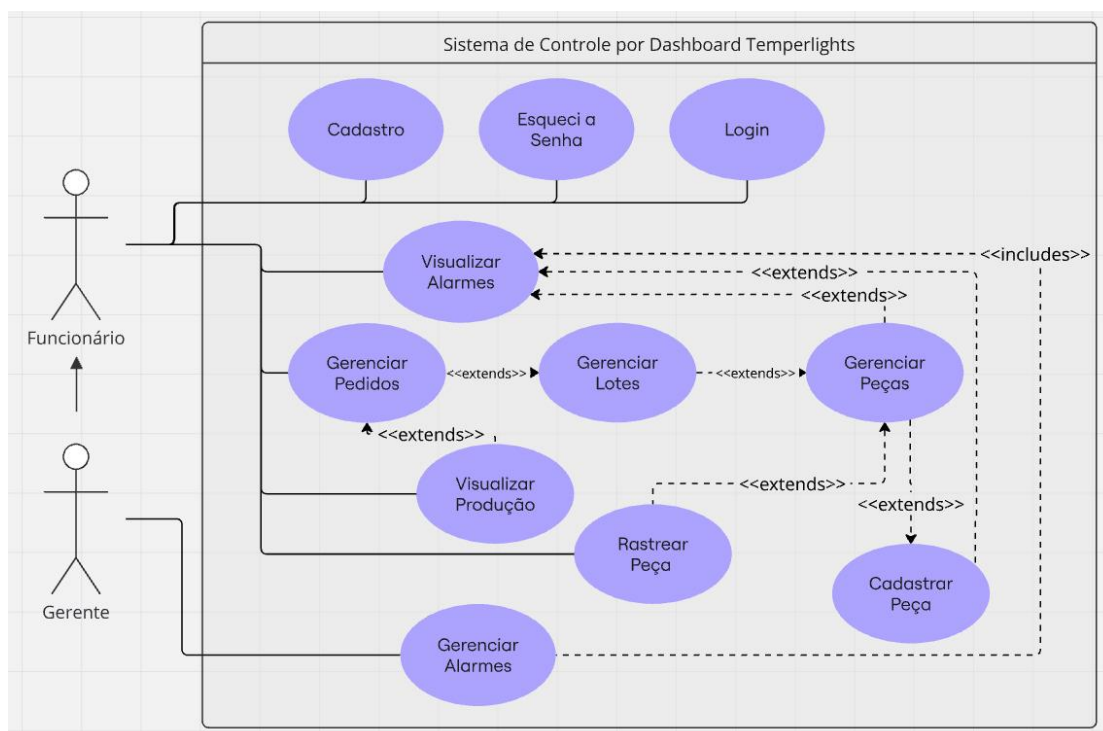 Sistema de Controle por Dashboard Temperlights
Cadastro
Esqueci a
Senha
Login
Visualizar
Alarmes
<<includes>>
<<extends>>
<<extends>>
Funcionário
Gerenciar
Pedidos
<<extends>>
Gerenciar
Lotes
<<extends>>
Gerenciar
Peças
<<extends>>
Visualizar
Produção
<<extends>>
<<extends>>
Rastrear
Peça
Cadastrar
Peça
Gerente
Gerenciar
Alarmes